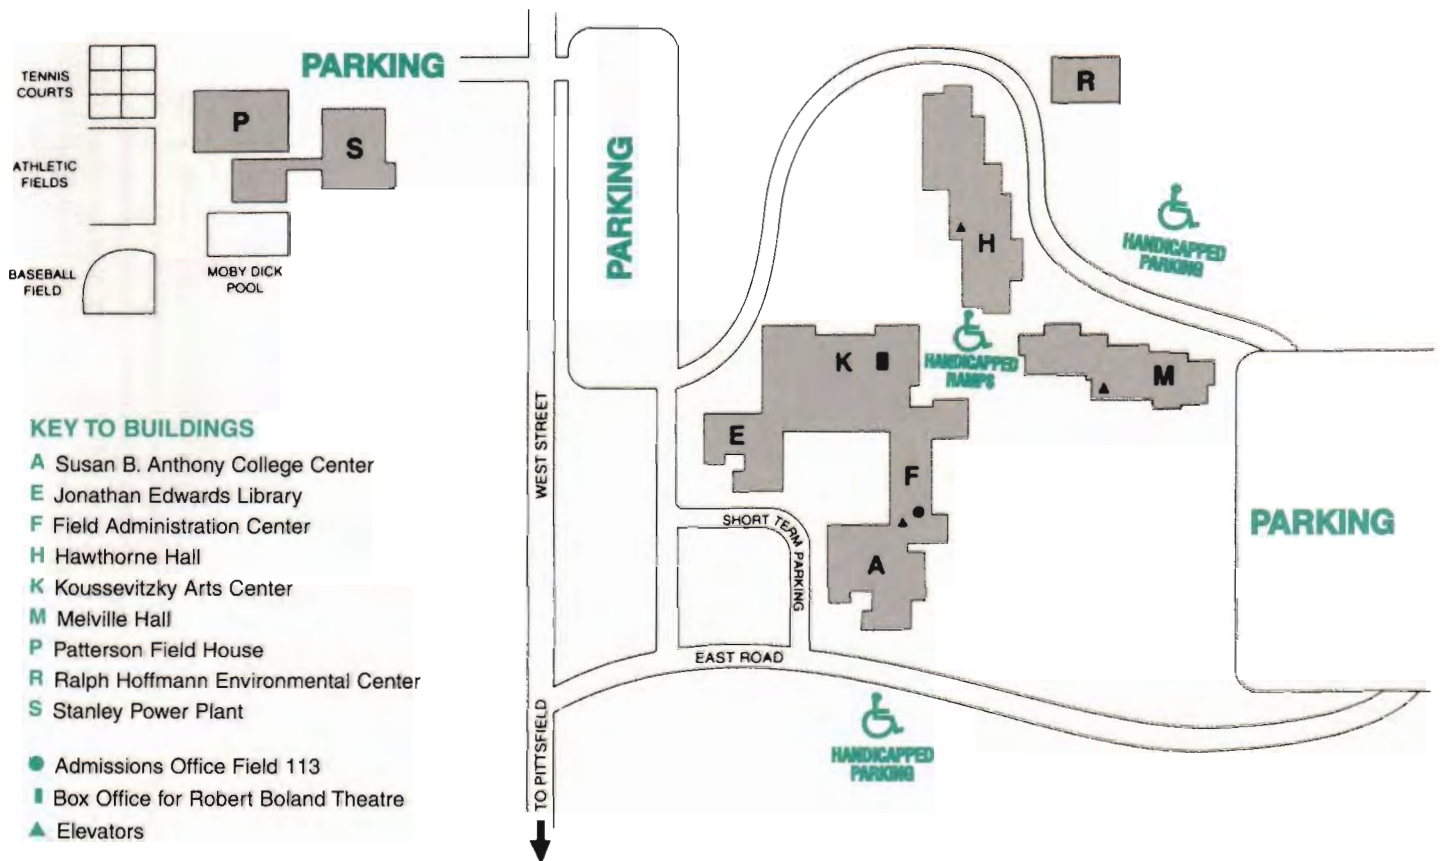 TENNIS
COURTS
PARKING
P
S
ATHLETIC
FIELDS
BASEBALL
FIELD
MOBY DICK
POOL
PARKING
R
H
HANDICAPPED
PARKING
HANDICAPPED
RAMPS
K
M
E
F
A
WEST STREET
SHORT TERM PARKING
EAST ROAD
PARKING
HANDICAPPED
PARKING
TO PITTSFIELD
KEY TO BUILDINGS
A Susan B. Anthony College Center
E Jonathan Edwards Library
F Field Administration Center
H Hawthorne Hall
K Koussevitzky Arts Center
M Melville Hall
P Patterson Field House
R Ralph Hoffmann Environmental Center
S Stanley Power Plant
Admissions Office Field 113
Box Office for Robert Boland Theatre
Elevators